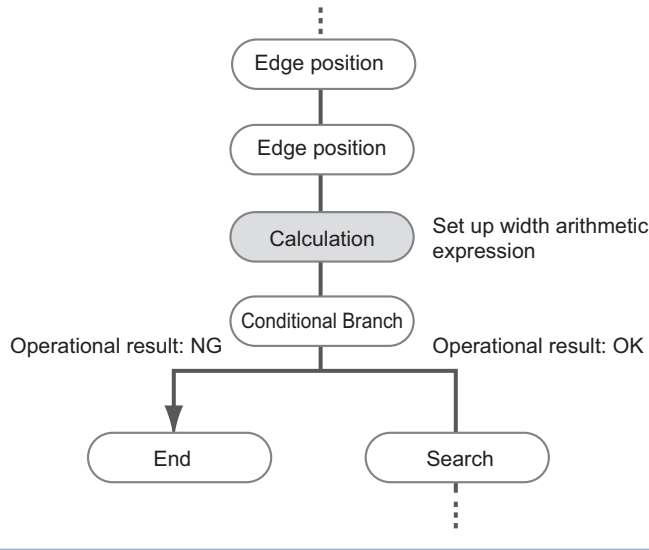 Edge position
Edge position
Calculation
Set up width arithmetic
expression
Conditional Branch
Operational result: NG
Operational result: OK
End
Search